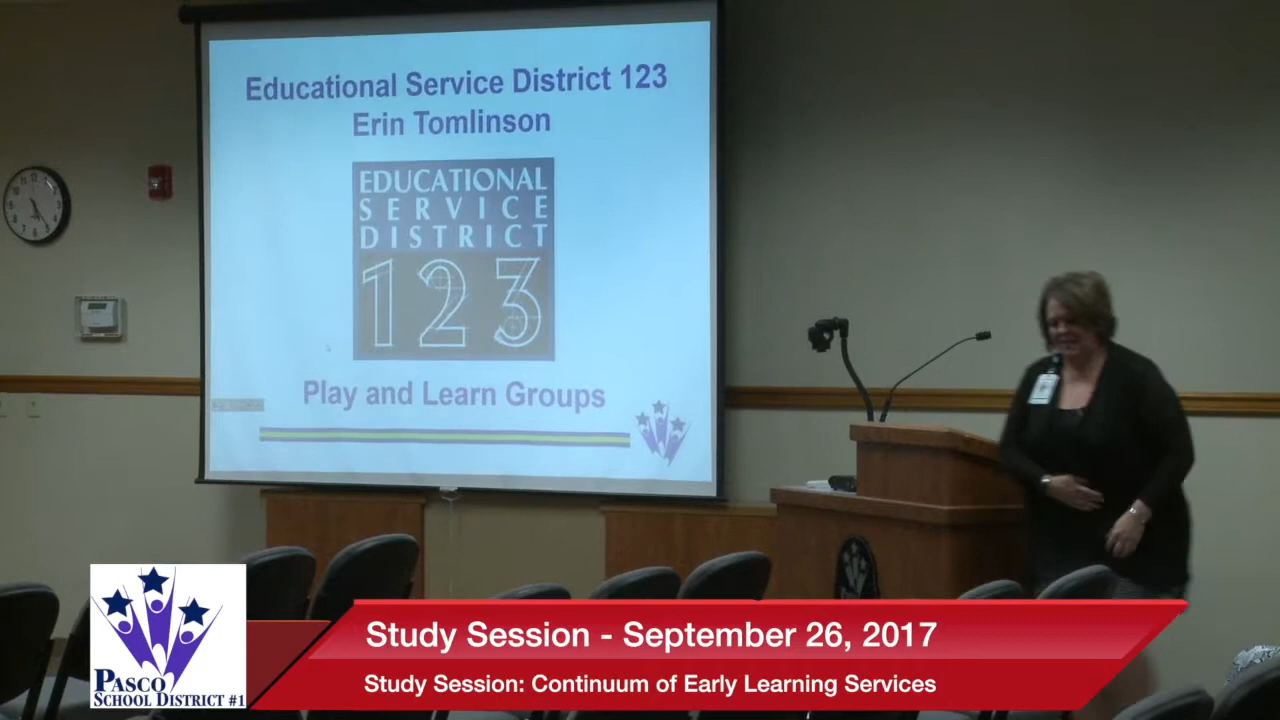 Educational Service District 123
Erin Tomlinson
EDUCATIONAL
SERVICE
DISTRICT
123
Play and Learn Groups
Study Session - September 26, 2017
Study Session: Continuum of Early Learning Services
PASCO
SCHOOL DISTRICT #1